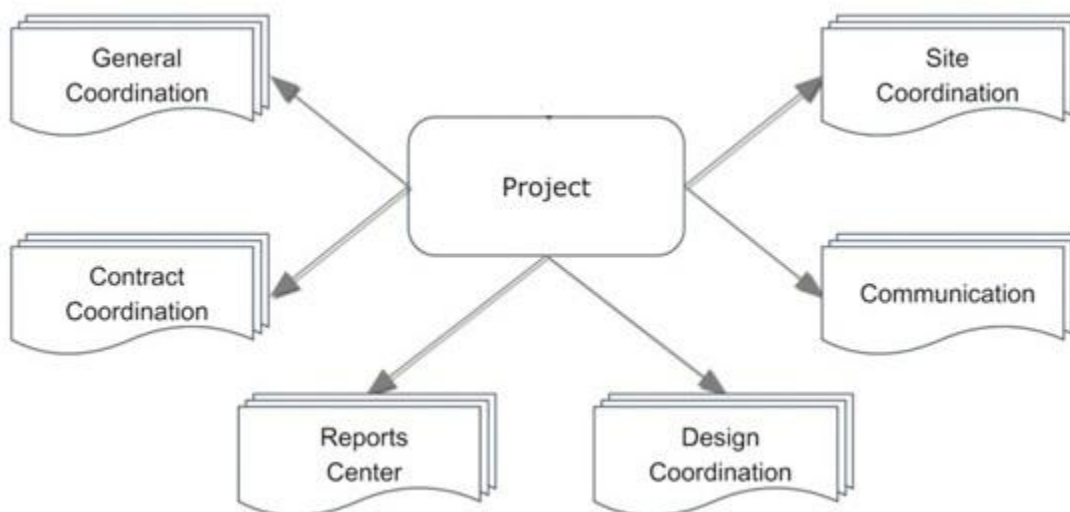 General
Coordination
Site
Coordination
Project
Contract
Coordination
Communication
Reports
Center
Design
Coordination